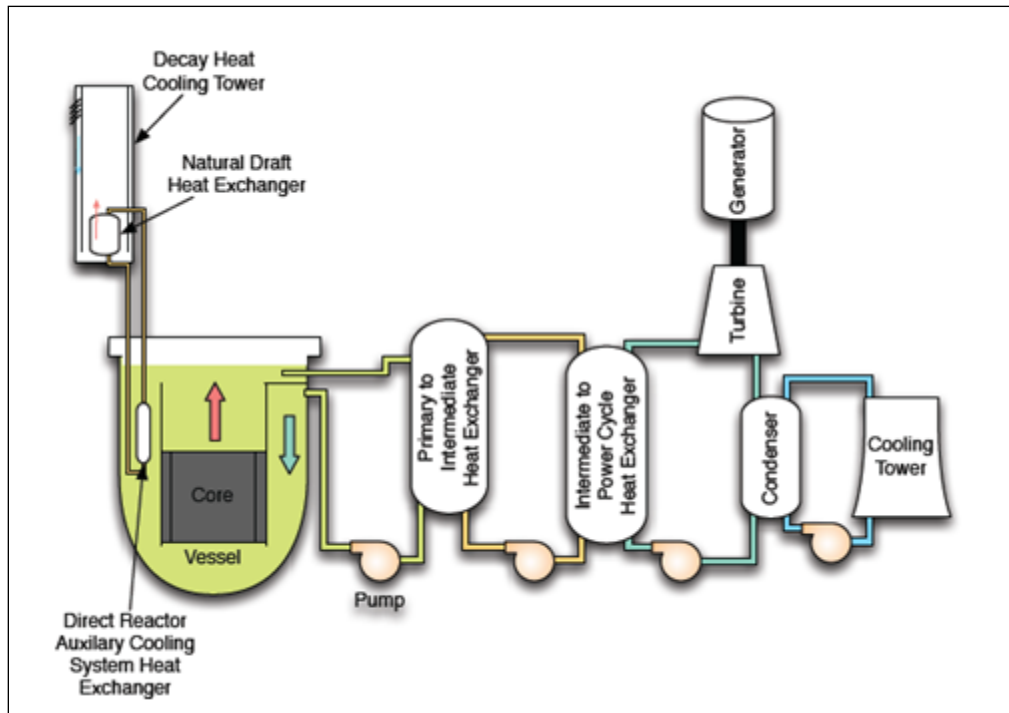 Decay Heat
Cooling Tower
Natural Draft
Heat Exchanger
Generator
Turbine
Primary to
Intermediate
Heat Exchanger
Intermediate to
Power Cycle
Heat Exchanger
Condenser
Cooling
Tower
Core
Vessel
Pump
Direct Reactor
Auxilary Cooling
System Heat
Exchanger